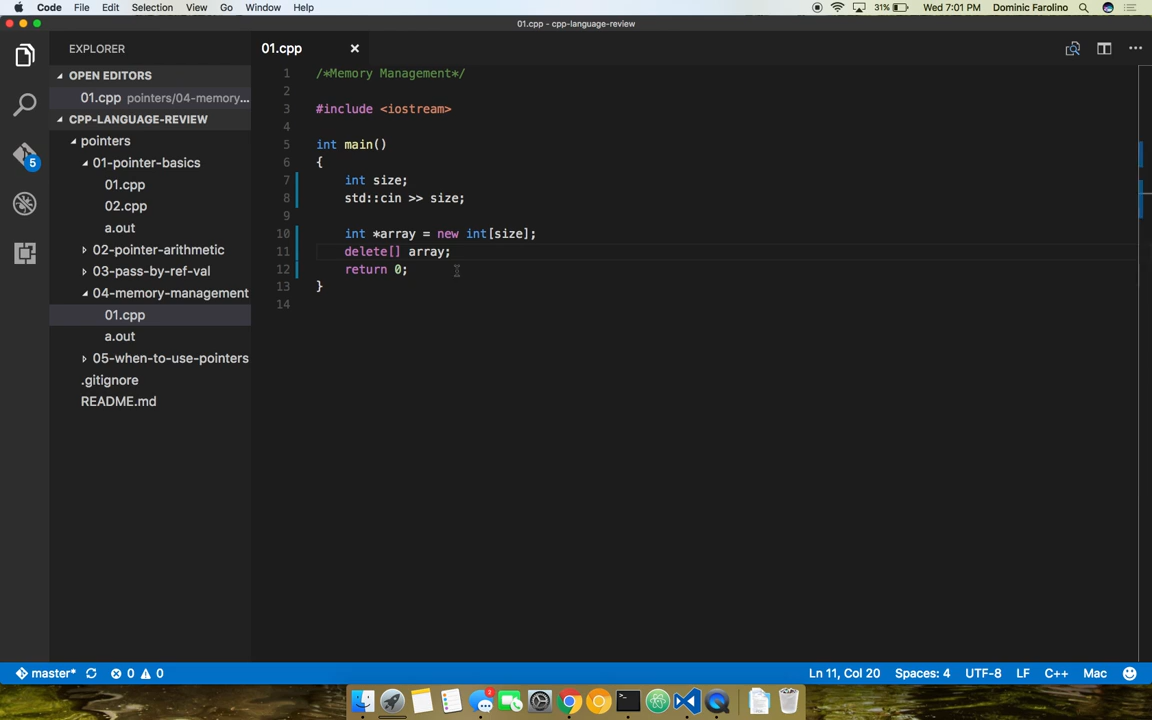 Code File Edit Selection View Go Window Help 31% Wed 7:01 PM Dominic Farolino
01.cpp - cpp-language-review
EXPLORER
01.cpp
OPEN EDITORS
01.cpp pointers/04-memory...
CPP-LANGUAGE-REVIEW
pointers
01-pointer-basics
01.cpp
02.cpp
a.out
02-pointer-arithmetic
03-pass-by-ref-val
04-memory-management
01.cpp
a.out
05-when-to-use-pointers
.gitignore
README.md
5
1 /*Memory Management*/
2
3 #include <iostream>
4
5 int main()
6 {
7 int size;
8 std::cin >> size;
9
10 int *array = new int[size];
11 delete[] array;
12 return 0;
13 }
14
master* 0 0 Ln 11, Col 20 Spaces: 4 UTF-8 LF C++ Mac